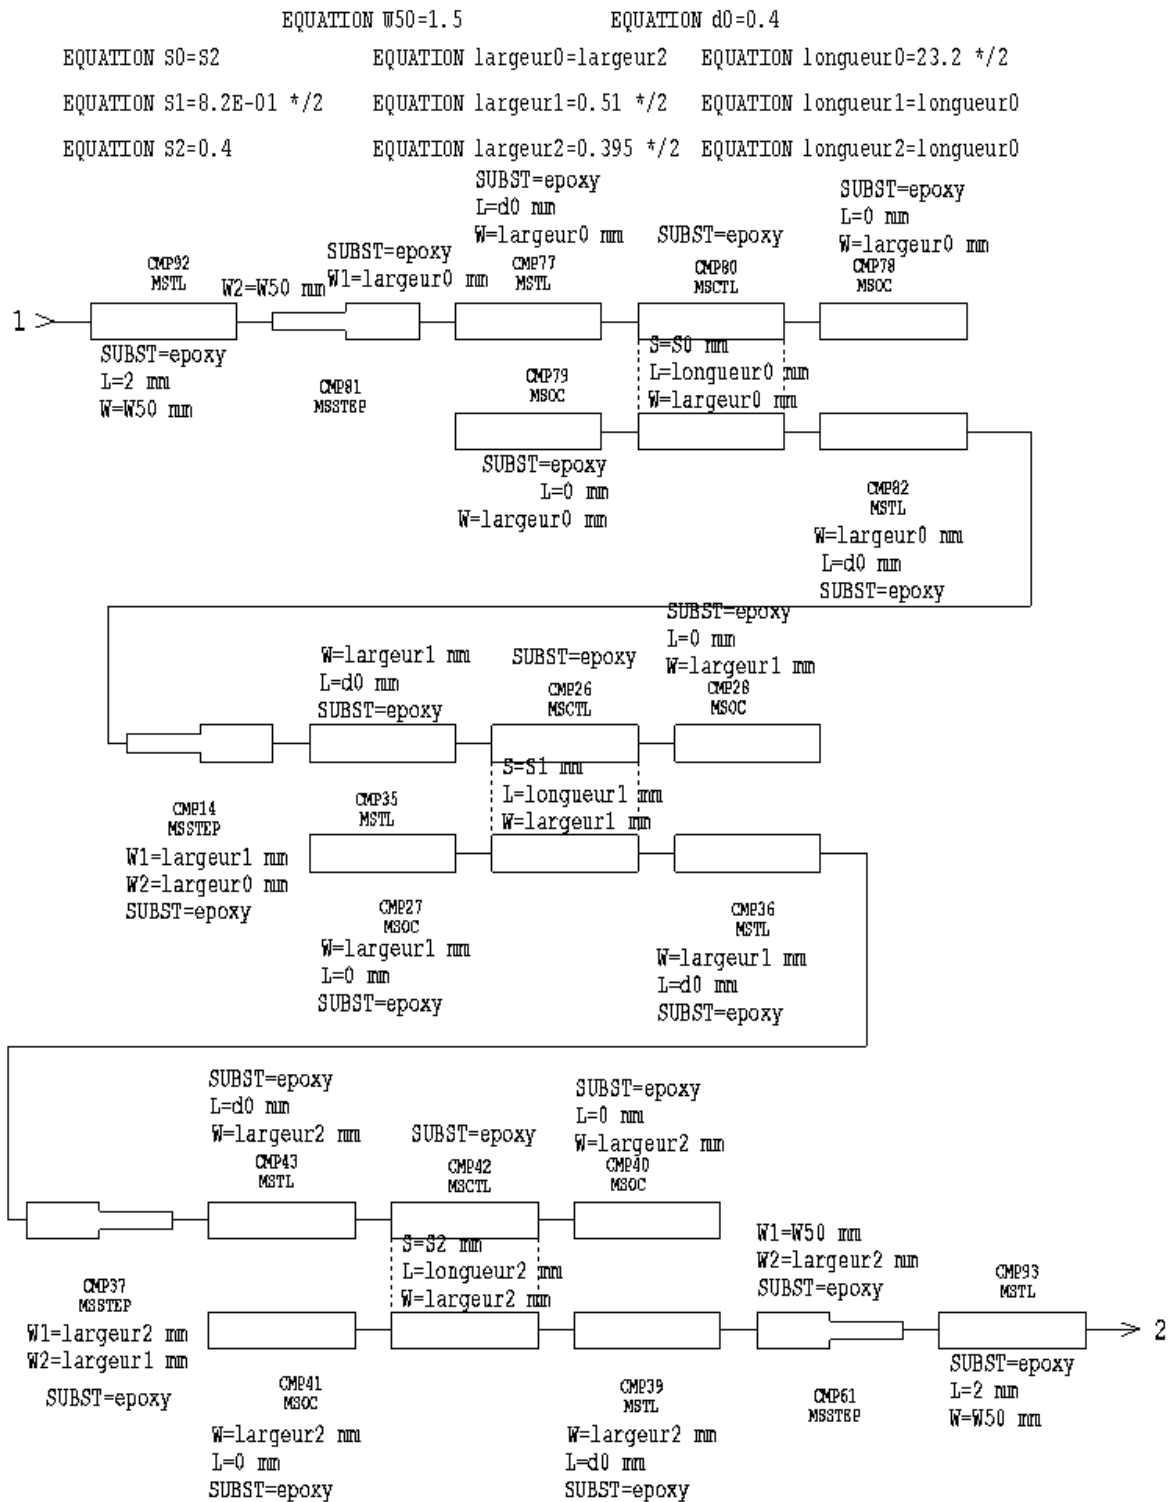 EQUATION W50=1.5 EQUATION d0=0.4
EQUATION S0=S2 EQUATION largeur0=largeur2 EQUATION longueur0=23.2 */2
EQUATION S1=8.2E-01 */2 EQUATION largeur1=0.51 */2 EQUATION longueur1=longueur0
EQUATION S2=0.4 EQUATION largeur2=0.395 */2 EQUATION longueur2=longueur0
CMP92
MSTL
SUBST=epoxy
L=2 mm
W=W50 mm
W2=W50 mm
SUBST=epoxy
W1=largeur0 mm
CMP81
MSSTEP
SUBST=epoxy
L=d0 mm
W=largeur0 mm
CMP77
MSTL
SUBST=epoxy
CMP80
MSCTL
S=S0 mm
L=longueur0 mm
W=largeur0 mm
SUBST=epoxy
L=0 mm
W=largeur0 mm
CMP78
MSOC
1
CMP79
MSOC
SUBST=epoxy
L=0 mm
W=largeur0 mm
CMP82
MSTL
W=largeur0 mm
L=d0 mm
SUBST=epoxy
CMP14
MSSTEP
W1=largeur1 mm
W2=largeur0 mm
SUBST=epoxy
W=largeur1 mm
L=d0 mm
SUBST=epoxy
SUBST=epoxy
CMP26
MSCTL
S=S1 mm
L=longueur1 mm
W=largeur1 mm
SUBST=epoxy
L=0 mm
W=largeur1 mm
CMP28
MSOC
CMP35
MSTL
CMP27
MSOC
W=largeur1 mm
L=0 mm
SUBST=epoxy
CMP36
MSTL
W=largeur1 mm
L=d0 mm
SUBST=epoxy
CMP37
MSSTEP
W1=largeur2 mm
W2=largeur1 mm
SUBST=epoxy
SUBST=epoxy
L=d0 mm
W=largeur2 mm
CMP43
MSTL
SUBST=epoxy
CMP42
MSCTL
S=S2 mm
L=longueur2 mm
W=largeur2 mm
SUBST=epoxy
L=0 mm
W=largeur2 mm
CMP40
MSOC
CMP41
MSOC
W=largeur2 mm
L=0 mm
SUBST=epoxy
CMP39
MSTL
W=largeur2 mm
L=d0 mm
SUBST=epoxy
W1=W50 mm
W2=largeur2 mm
SUBST=epoxy
CMP61
MSSTEP
CMP93
MSTL
SUBST=epoxy
L=2 mm
W=W50 mm
2